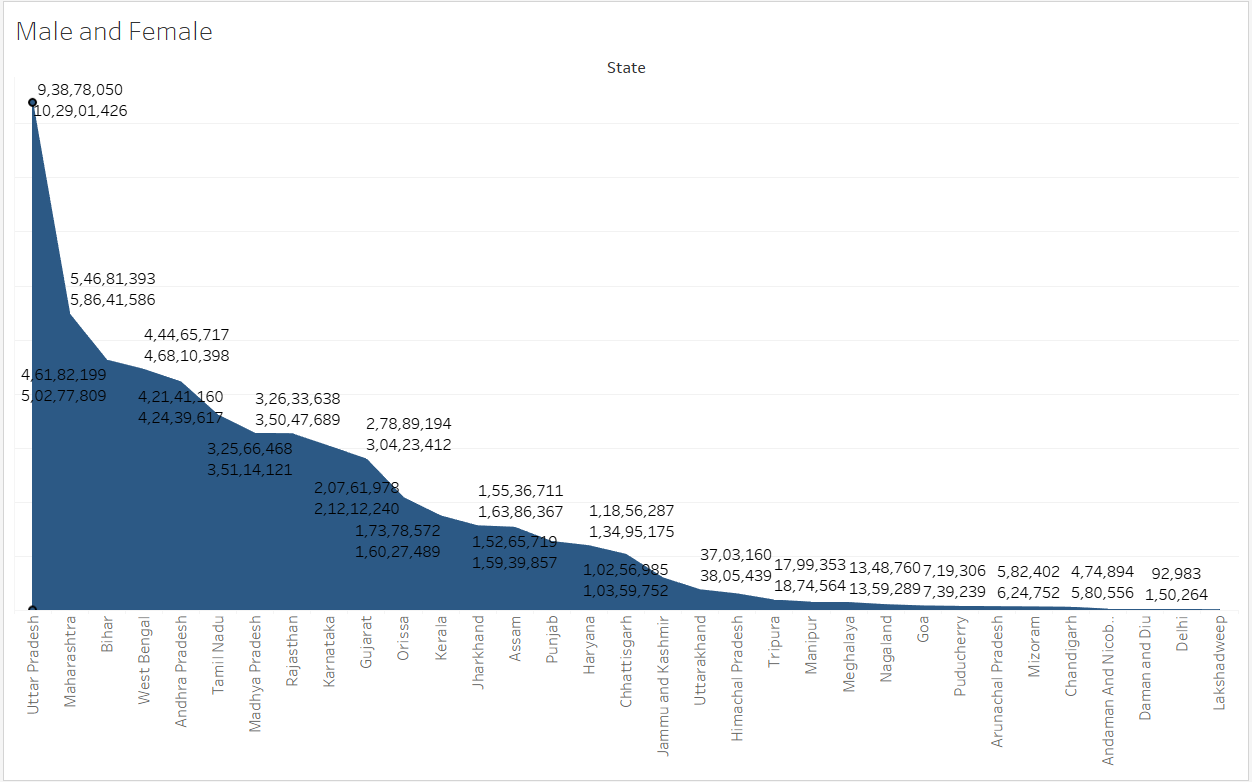 Male and Female
State
9,38,78,050
10,29,01,426
5,46,81,393
5,86,41,586
4,61,82,199
5,02,77,809
4,44,65,717
4,68,10,398
4,21,41,160
4,24,39,617
3,25,66,468
3,51,14,121
3,26,33,638
3,50,47,689
2,78,89,194
3,04,23,412
2,07,61,978
2,12,12,240
1,73,78,572
1,60,27,489
1,55,36,711
1,63,86,367
1,52,65,719
1,59,39,857
1,18,56,287
1,34,95,175
1,02,56,985
1,03,59,752
37,03,160
38,05,439
17,99,353
18,74,564
13,48,760
13,59,289
7,19,306
7,39,239
5,82,402
6,24,752
4,74,894
5,80,556
92,983
1,50,264
Uttar Pradesh
Maharashtra
Bihar
West Bengal
Andhra Pradesh
Tamil Nadu
Madhya Pradesh
Rajasthan
Karnataka
Gujarat
Orissa
Kerala
Jharkhand
Assam
Punjab
Haryana
Chhattisgarh
Jammu and Kashmir
Uttarakhand
Himachal Pradesh
Tripura
Manipur
Meghalaya
Nagaland
Goa
Puducherry
Arunachal Pradesh
Mizoram
Chandigarh
Andaman And Nicob..
Daman and Diu
Delhi
Lakshadweep